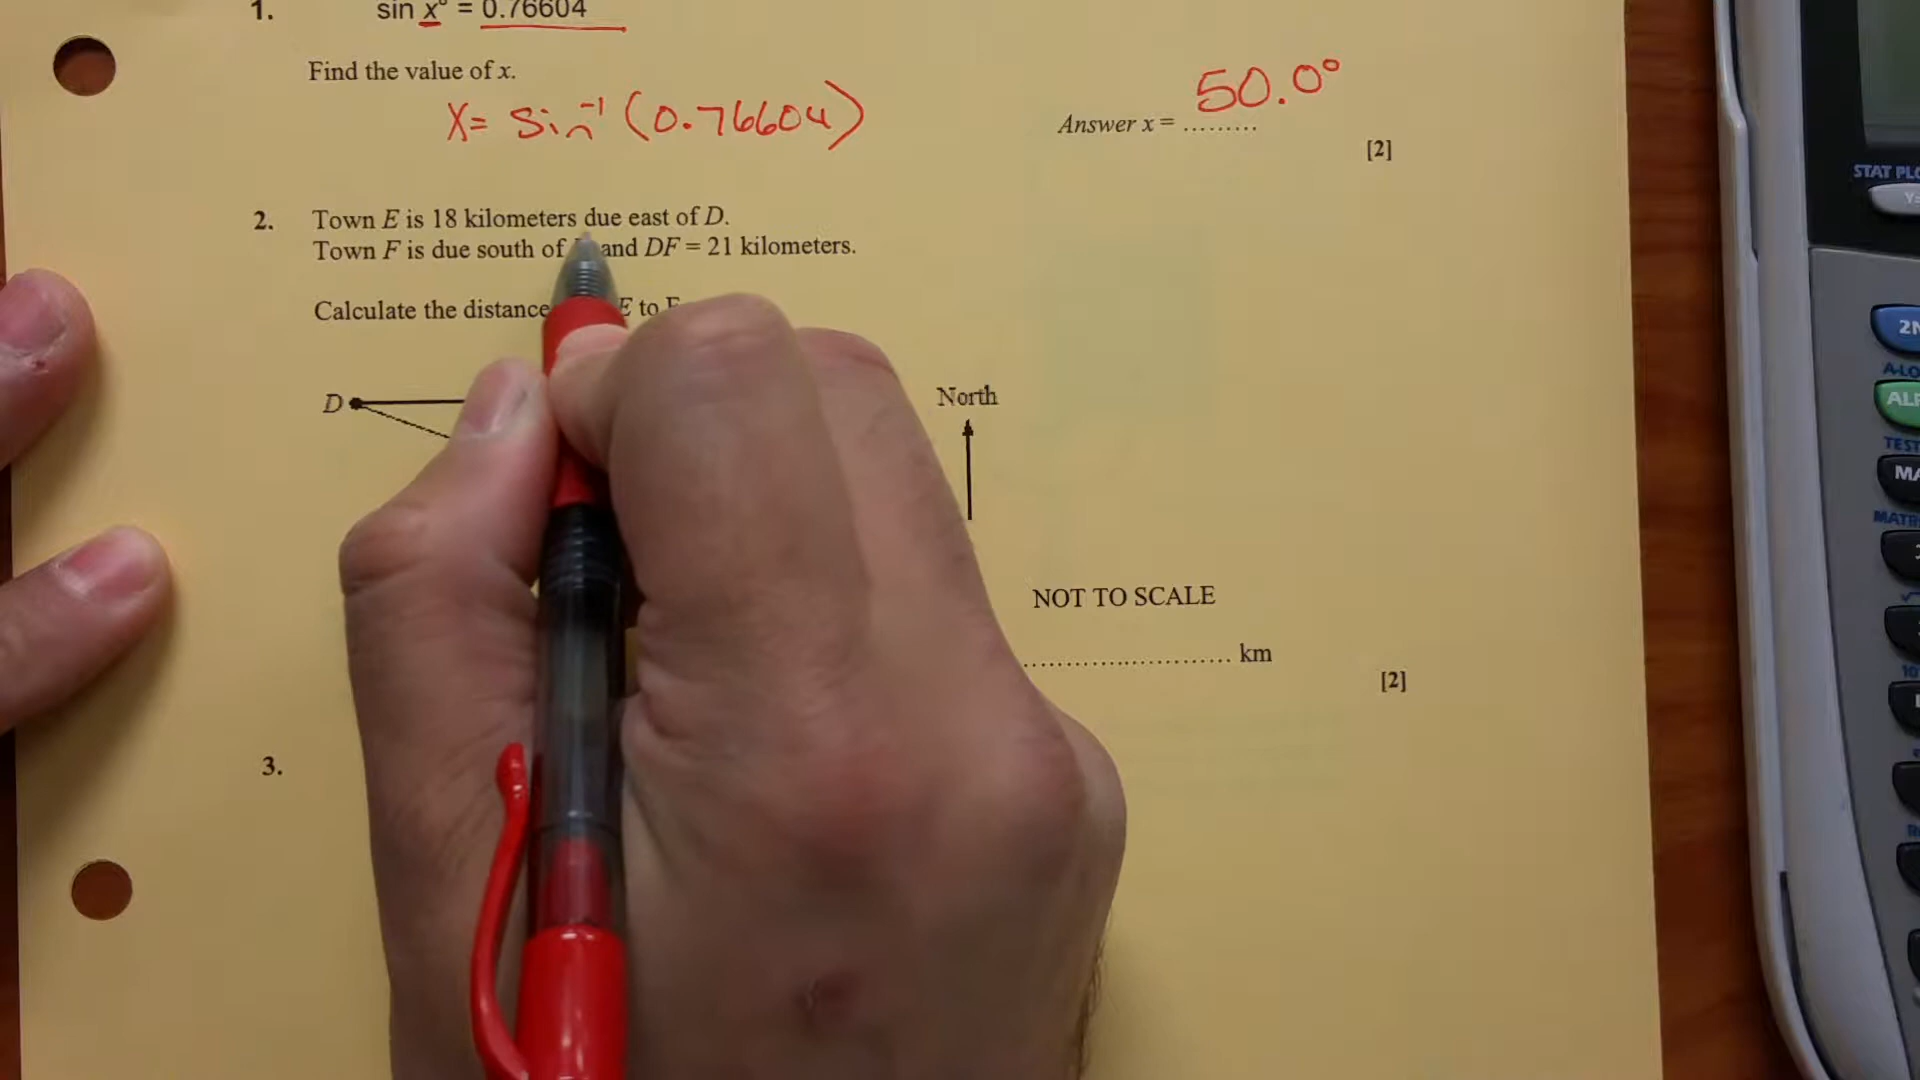 1. sin x° = 0.76604
Find the value of x.
x = sin⁻¹ (0.76604)
50.0°
Answer x = .........
[2]
2. Town E is 18 kilometers due east of D.
Town F is due south of and DF = 21 kilometers.
Calculate the distance E to F
D
North
NOT TO SCALE
........................... km
[2]
3.
STAT
Y=